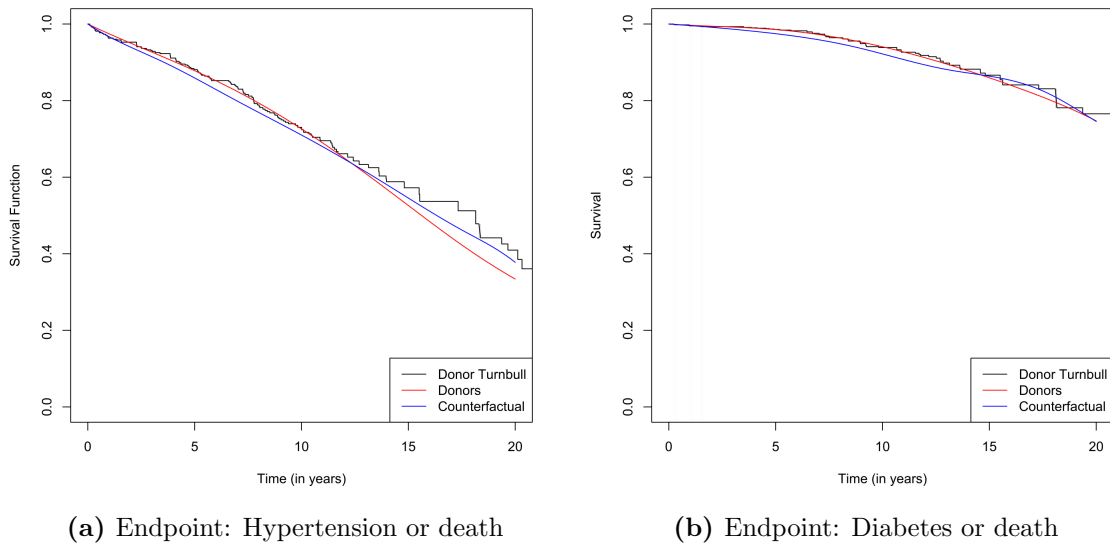 1.0
0.8
0.6
0.4
0.2
0.0
Survival Function
0 5 10 15 20
Time (in years)
Donor Turnbull
Donors
Counterfactual
(a) Endpoint: Hypertension or death
1.0
0.8
0.6
0.4
0.2
0.0
Survival
0 5 10 15 20
Time (in years)
Donor Turnbull
Donors
Counterfactual
(b) Endpoint: Diabetes or death